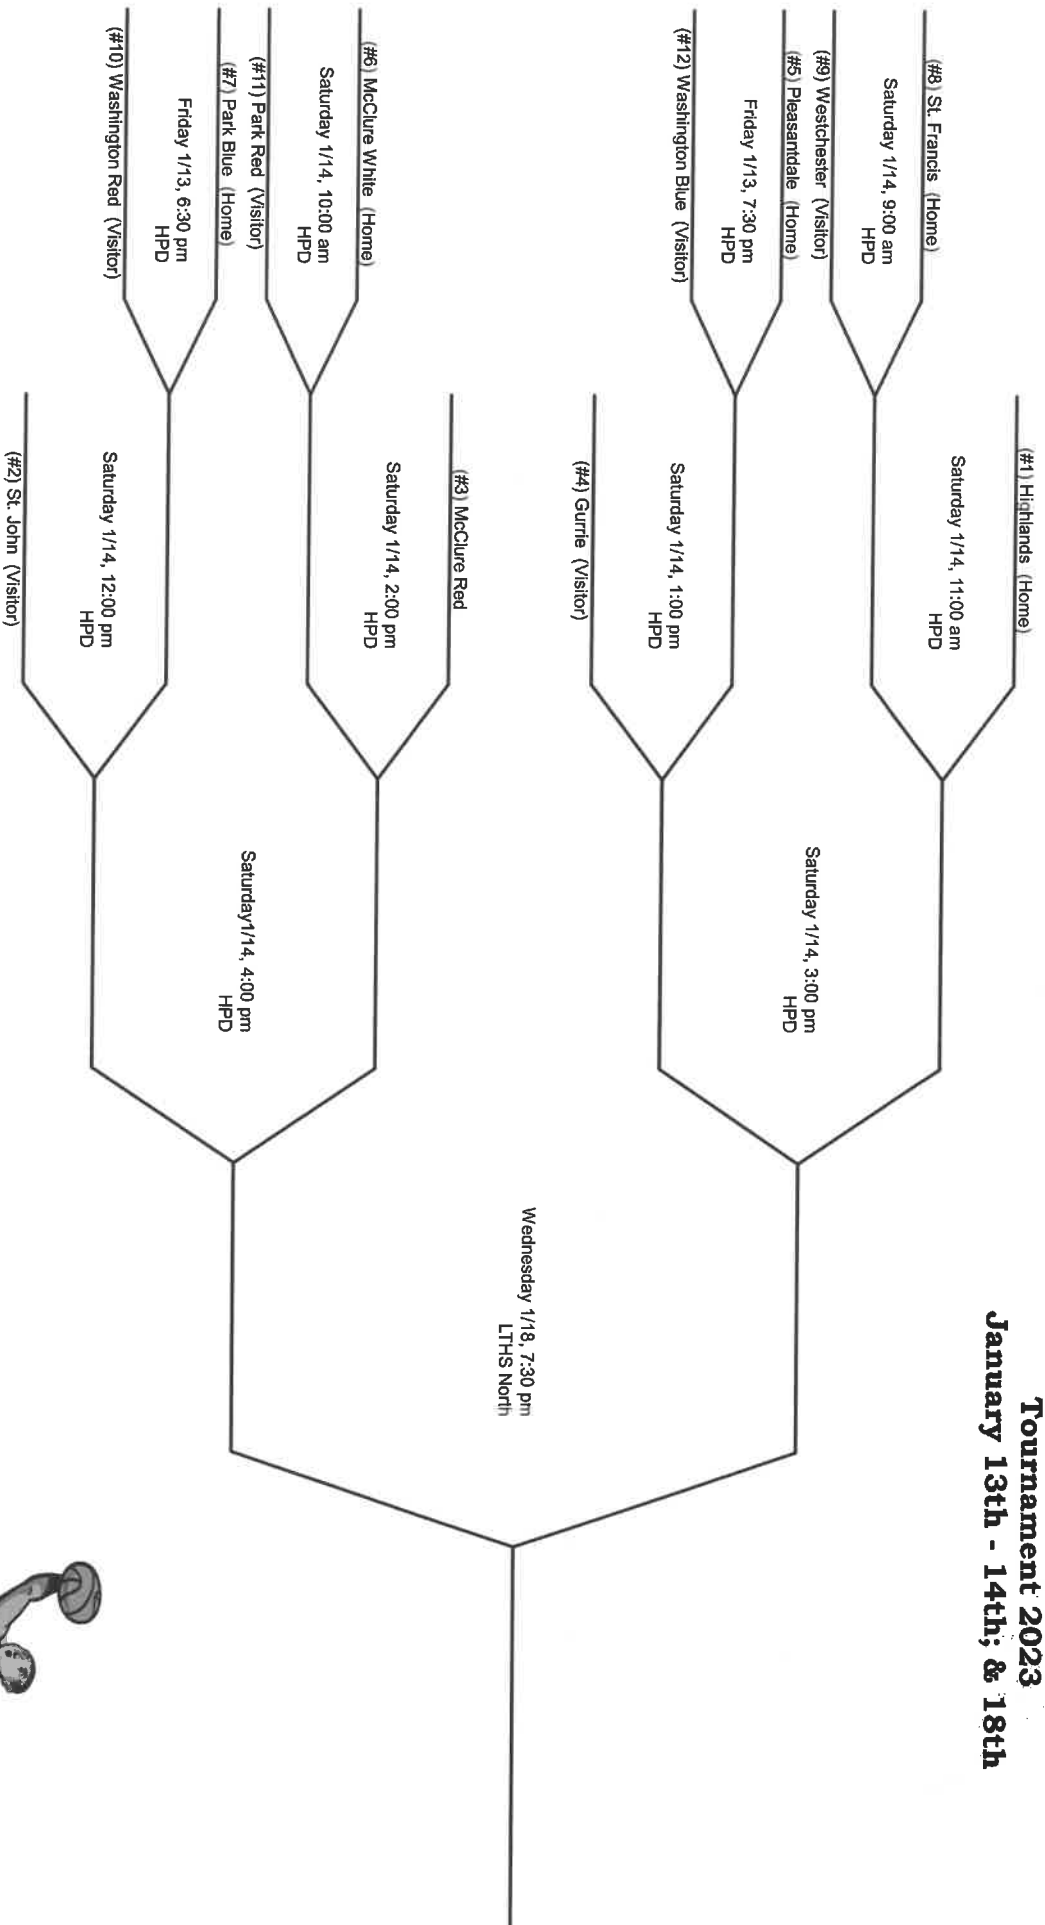 Tournament 2023
January 13th - 14th; & 18th
(#1) Highlands (Home)
Saturday 1/14, 11:00 am
HPD
(#8) St. Francis (Home)
Saturday 1/14, 9:00 am
HPD
(#9) Westchester (Visitor)
Saturday 1/14, 3:00 pm
HPD
(#5) Pleasantdale (Home)
Friday 1/13, 7:30 pm
HPD
(#12) Washington Blue (Visitor)
Saturday 1/14, 1:00 pm
HPD
(#4) Gurrie (Visitor)
Wednesday 1/18, 7:30 pm
LTHS North
(#3) McClure Red
Saturday 1/14, 2:00 pm
HPD
(#6) McClure White (Home)
Saturday 1/14, 10:00 am
HPD
(#11) Park Red (Visitor)
Saturday1/14, 4:00 pm
HPD
(#7) Park Blue (Home)
Friday 1/13, 6:30 pm
HPD
(#10) Washington Red (Visitor)
Saturday 1/14, 12:00 pm
HPD
(#2) St. John (Visitor)